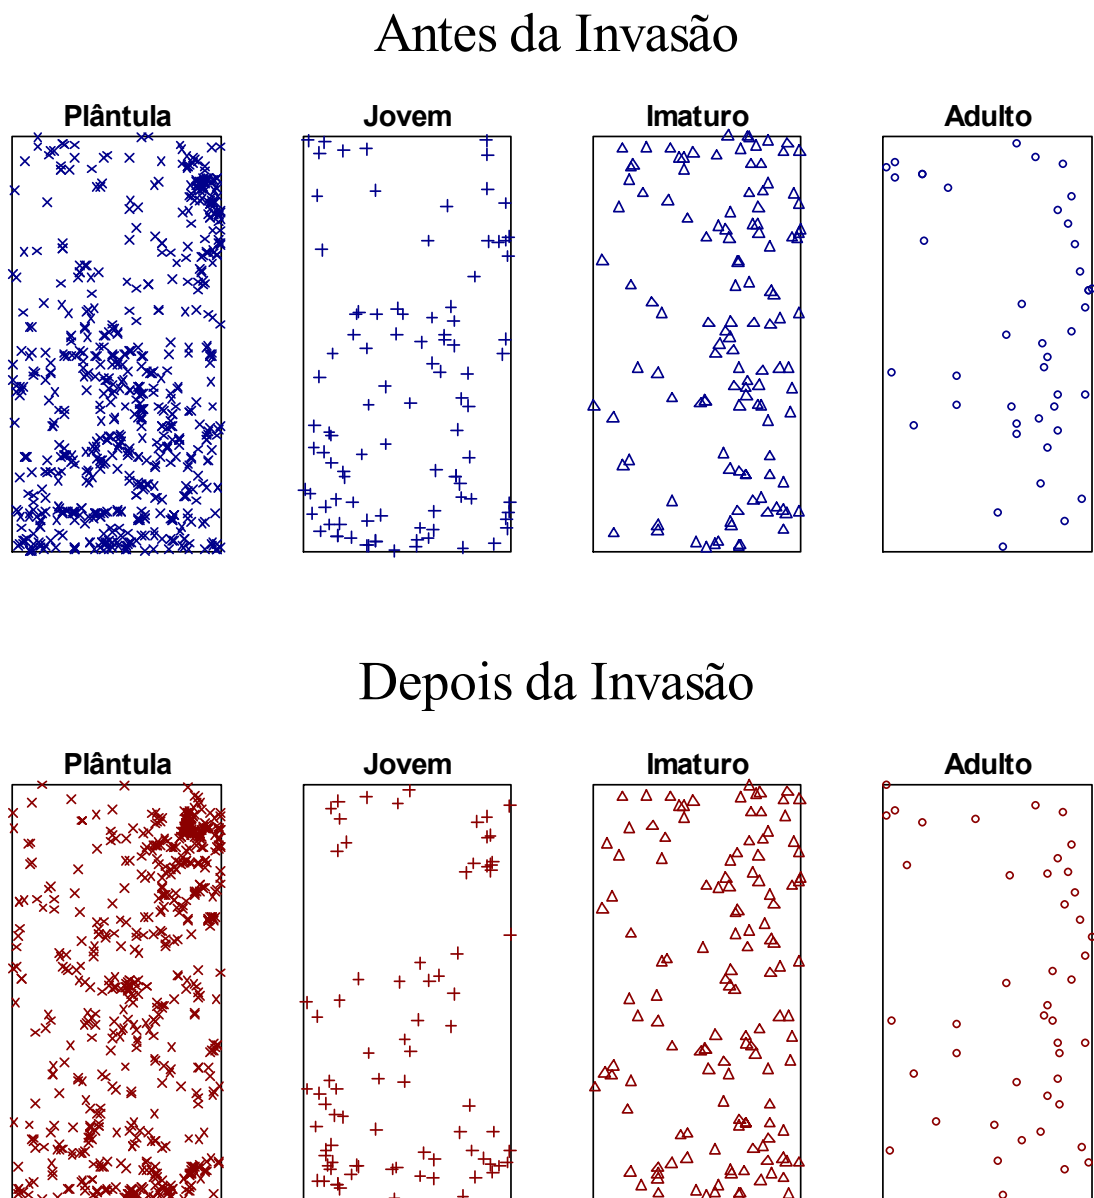 Antes da Invasão
Plântula Jovem Imaturo Adulto
Depois da Invasão
Plântula Jovem Imaturo Adulto